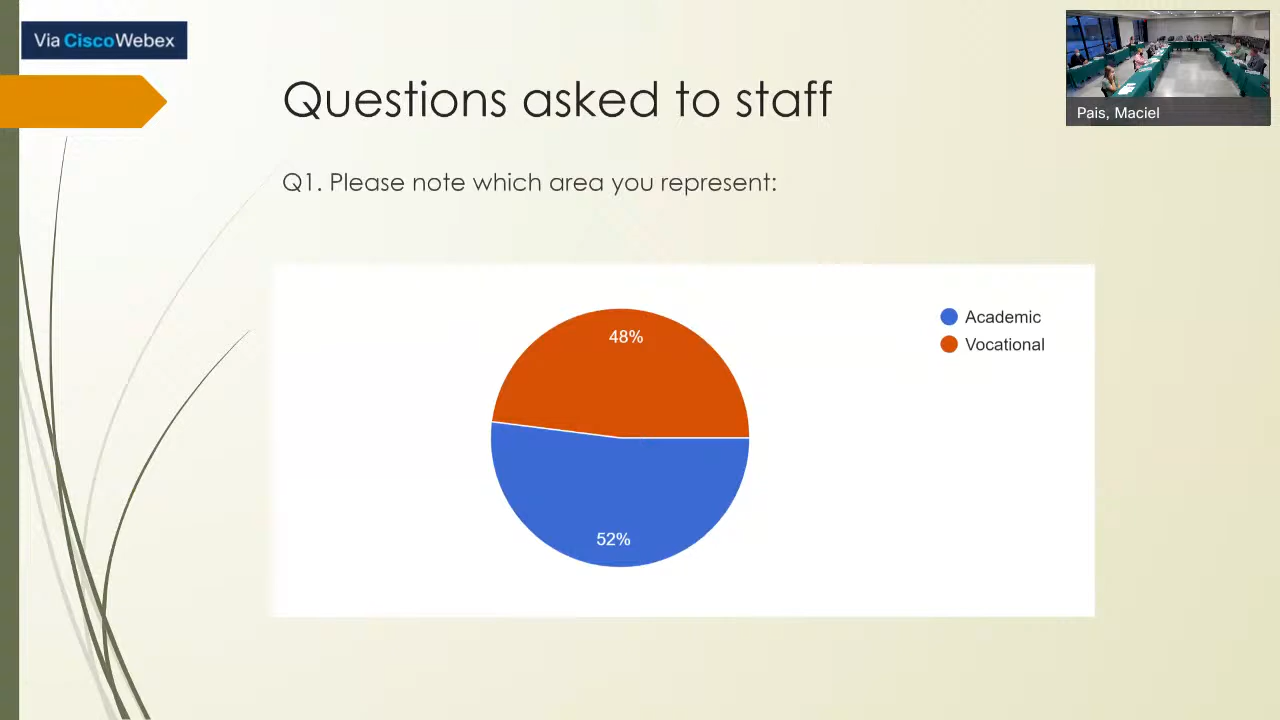 Via CiscoWebex
Questions asked to staff
Pais, Maciel
Q1. Please note which area you represent:
48%
52%
Academic
Vocational